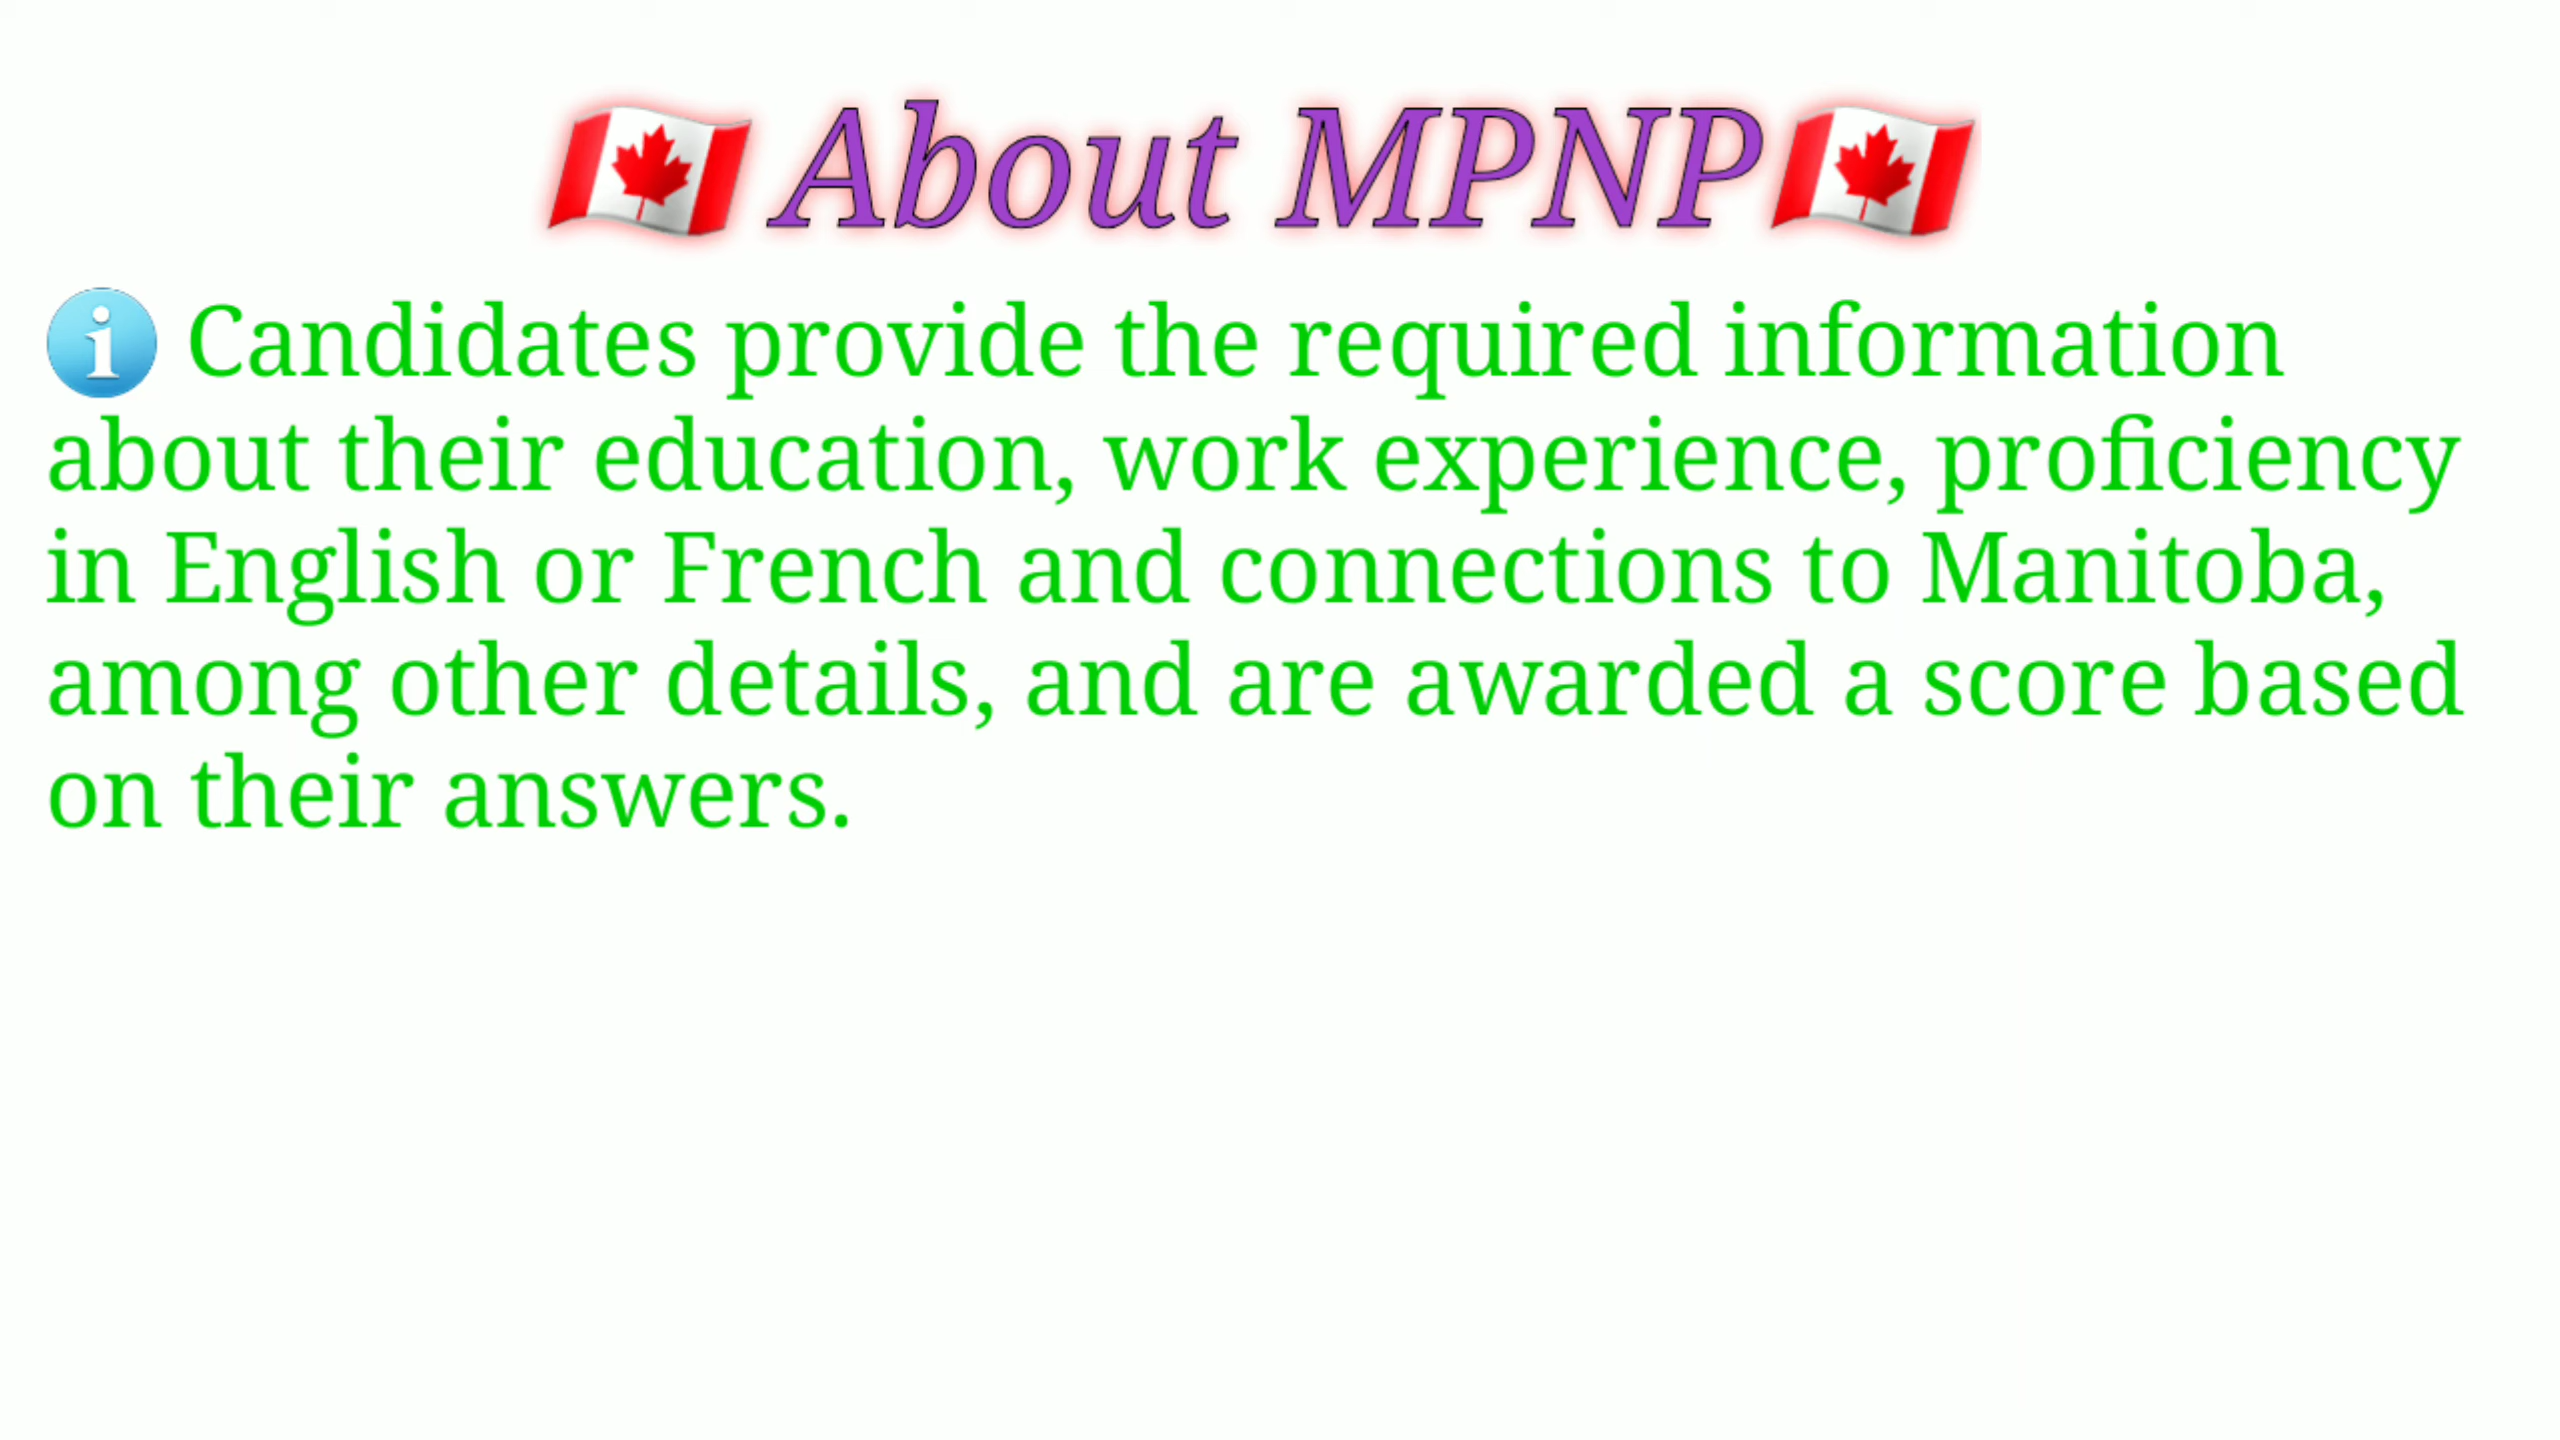 🇨🇦About MPNP🇨🇦
ℹ️ Candidates provide the required information
about their education, work experience, proficiency
in English or French and connections to Manitoba,
among other details, and are awarded a score based
on their answers.